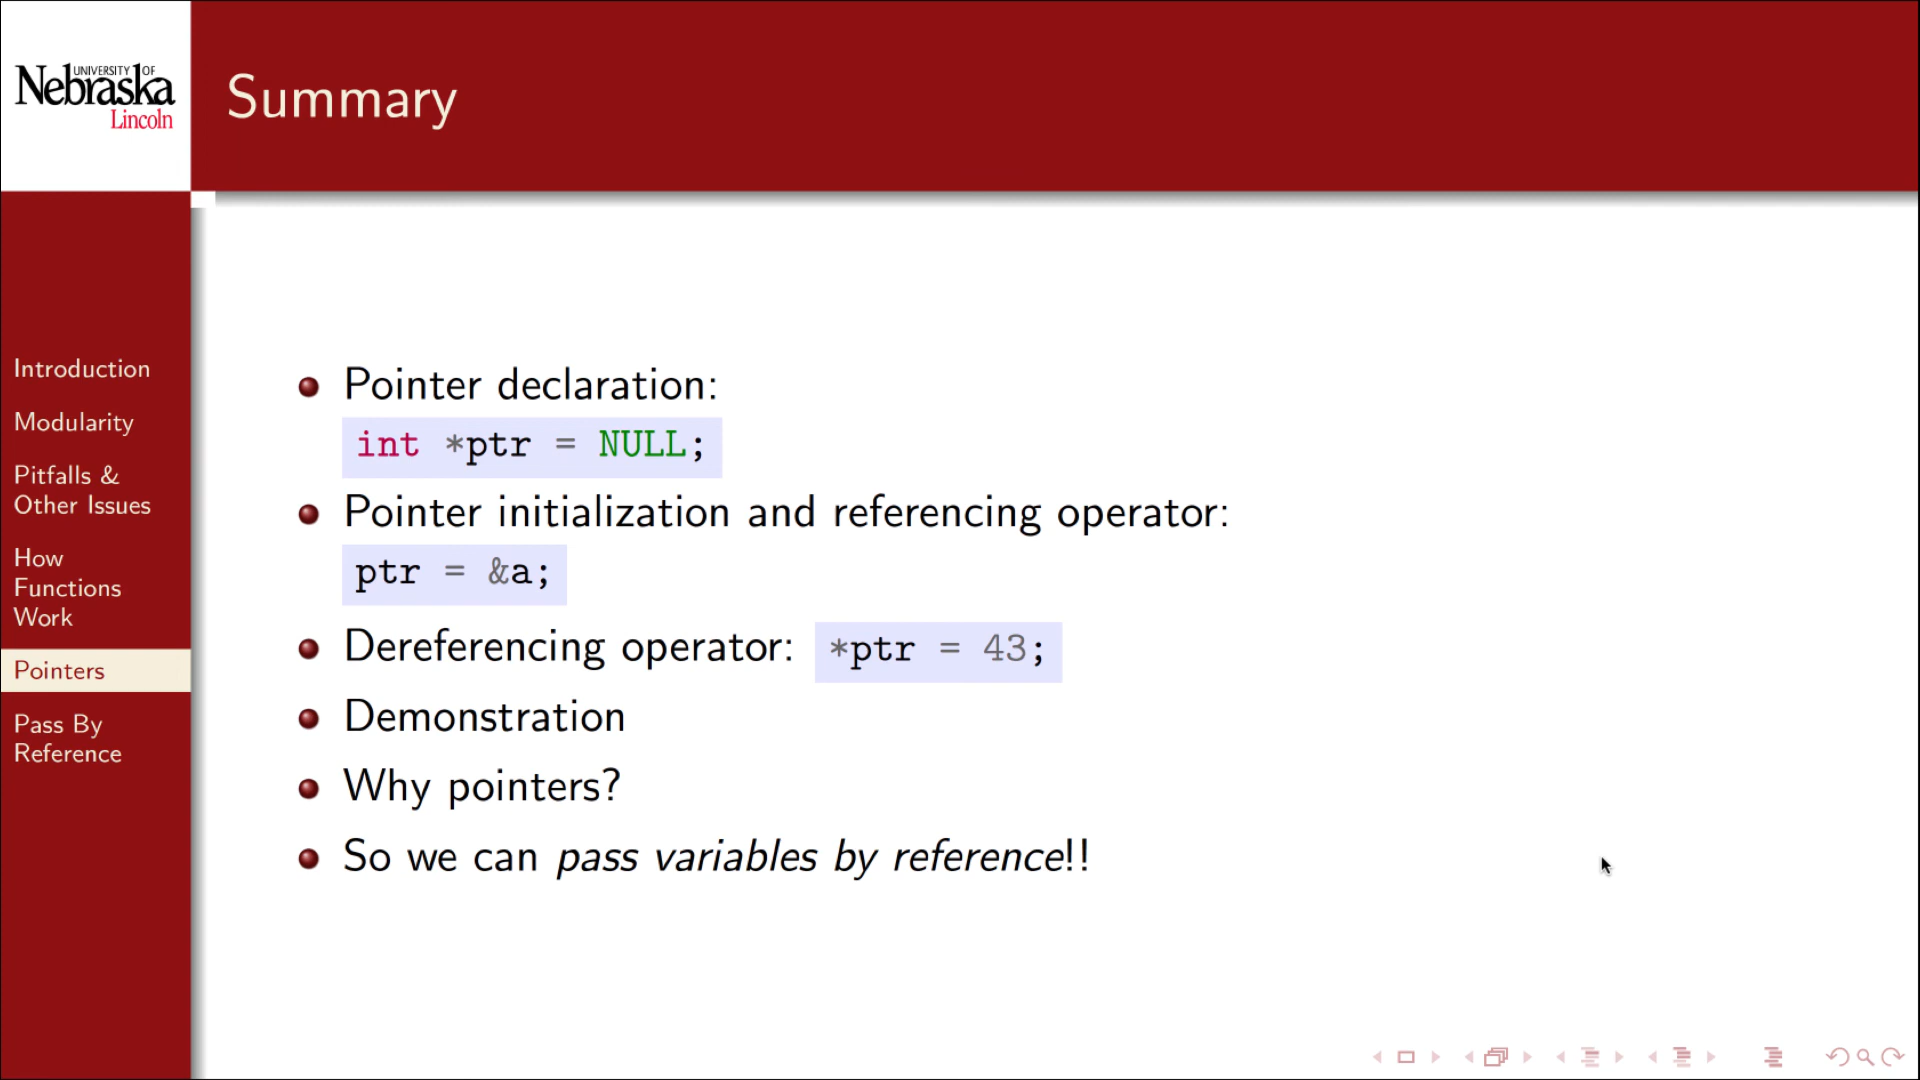 UNIVERSITY OF
Nebraska
Lincoln
Summary
Introduction
Modularity
Pitfalls &
Other Issues
How
Functions
Work
Pointers
Pass By
Reference
Pointer declaration:
int *ptr = NULL;
Pointer initialization and referencing operator:
ptr = &a;
Dereferencing operator: *ptr = 43;
Demonstration
Why pointers?
So we can pass variables by reference!!